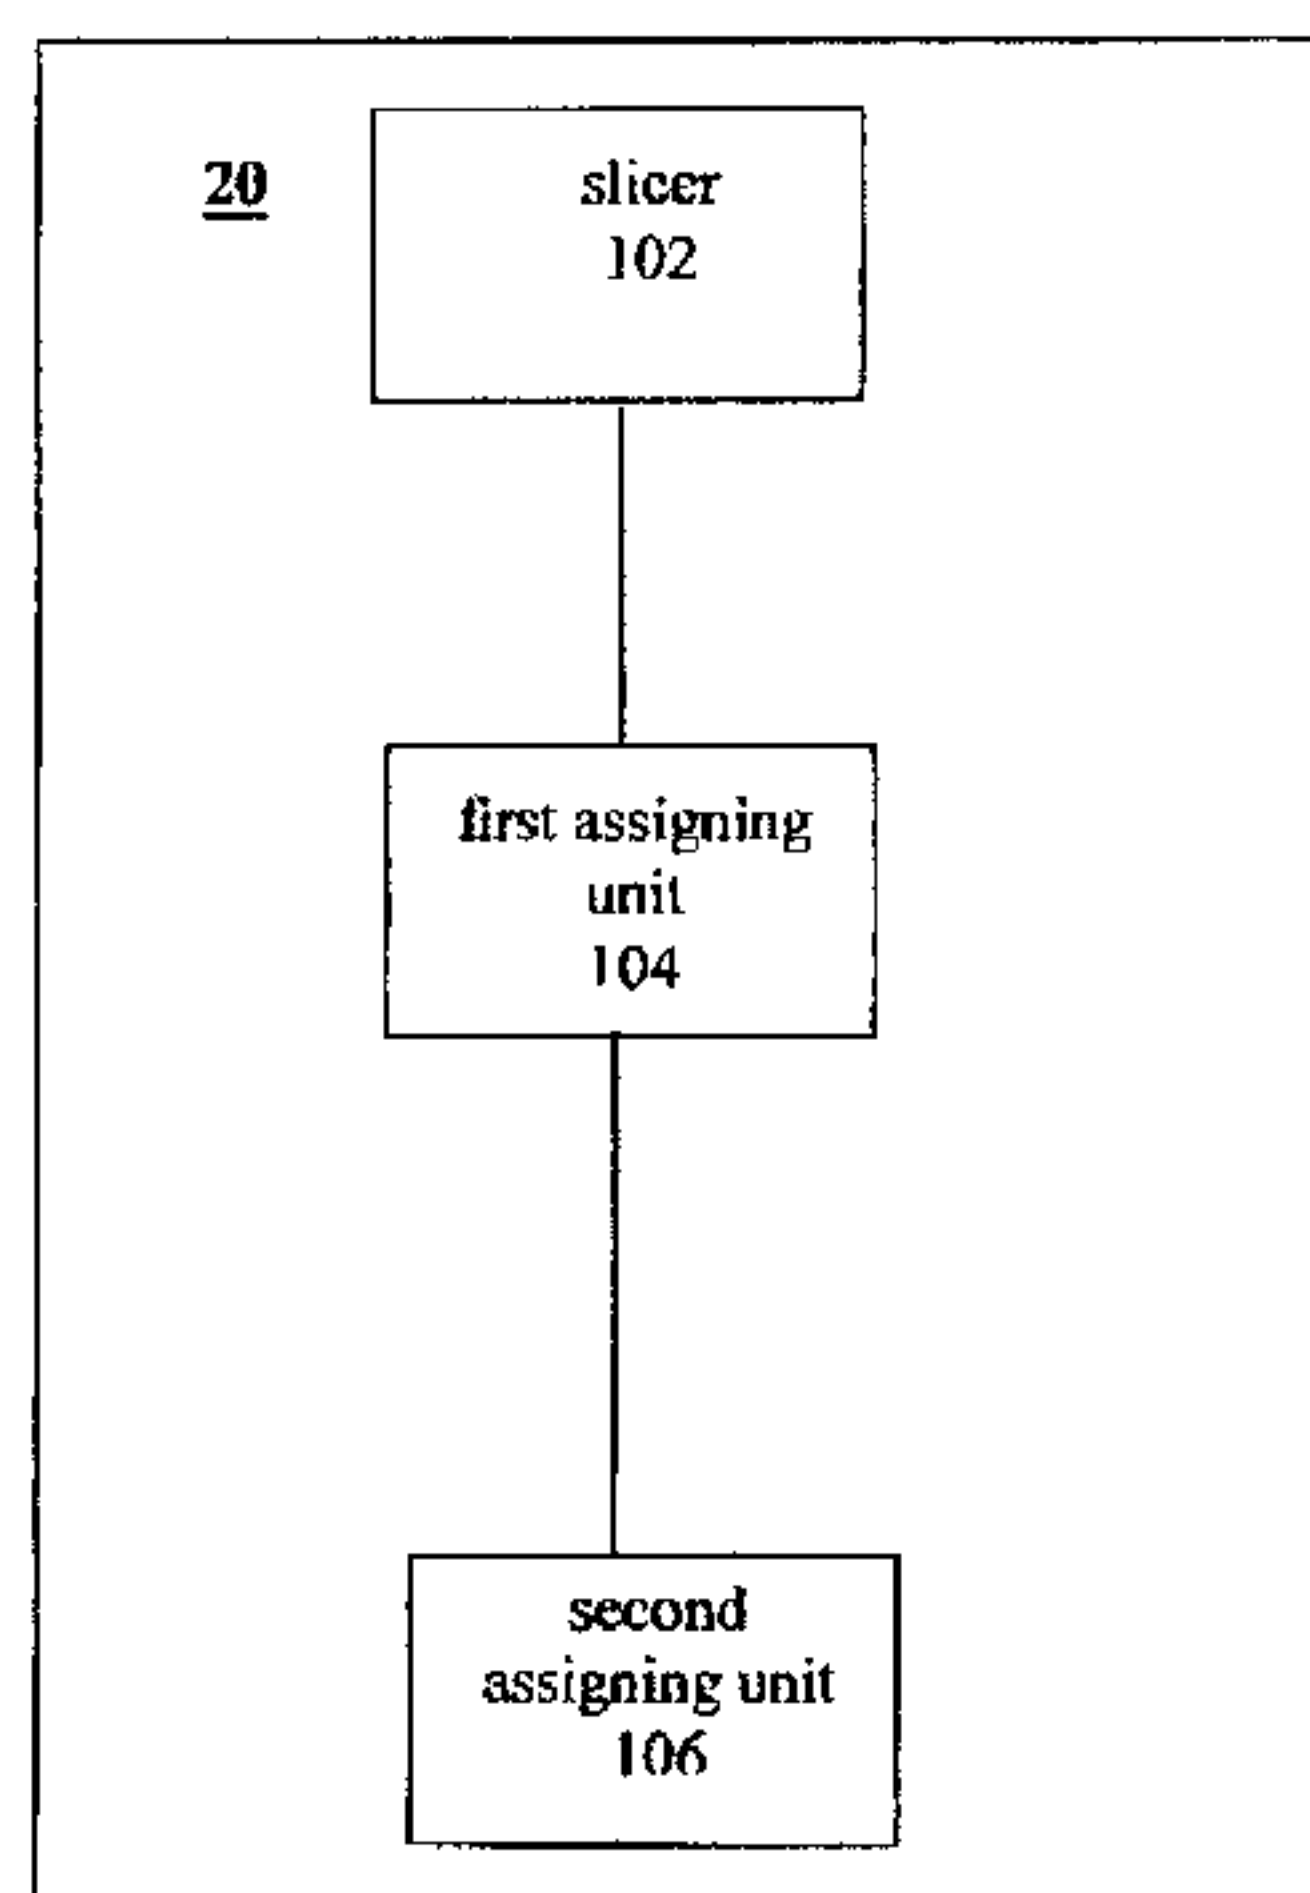 20
slicer
102
first assigning
unit
104
second
assigning unit
106